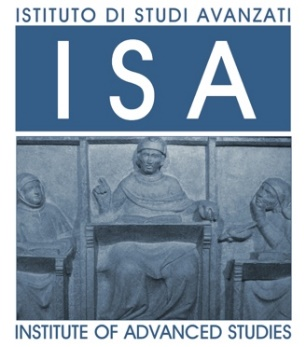 ISTITUTO DI STUDI AVANZATI
ISA
INSTITUTE OF ADVANCED STUDIES